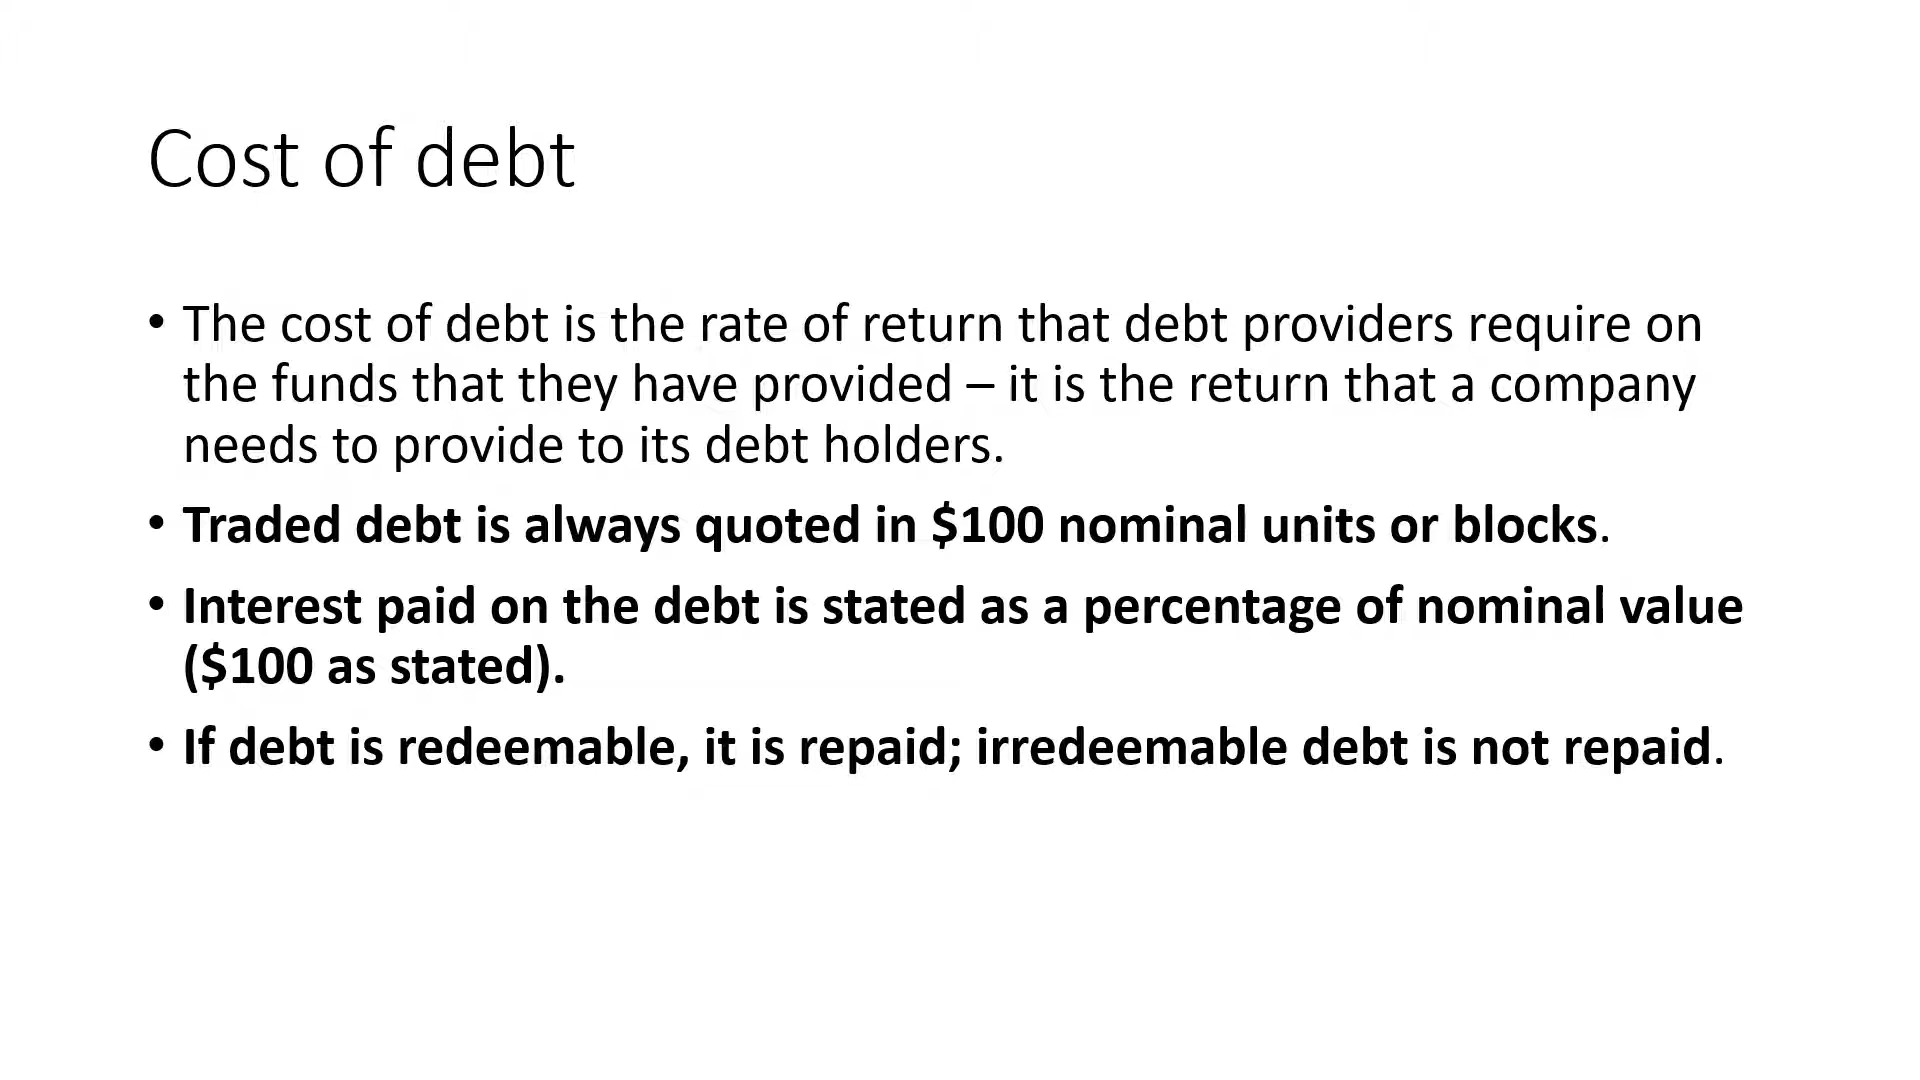 Cost of debt
• The cost of debt is the rate of return that debt providers require on
the funds that they have provided – it is the return that a company
needs to provide to its debt holders.
• Traded debt is always quoted in $100 nominal units or blocks.
• Interest paid on the debt is stated as a percentage of nominal value
($100 as stated).
• If debt is redeemable, it is repaid; irredeemable debt is not repaid.